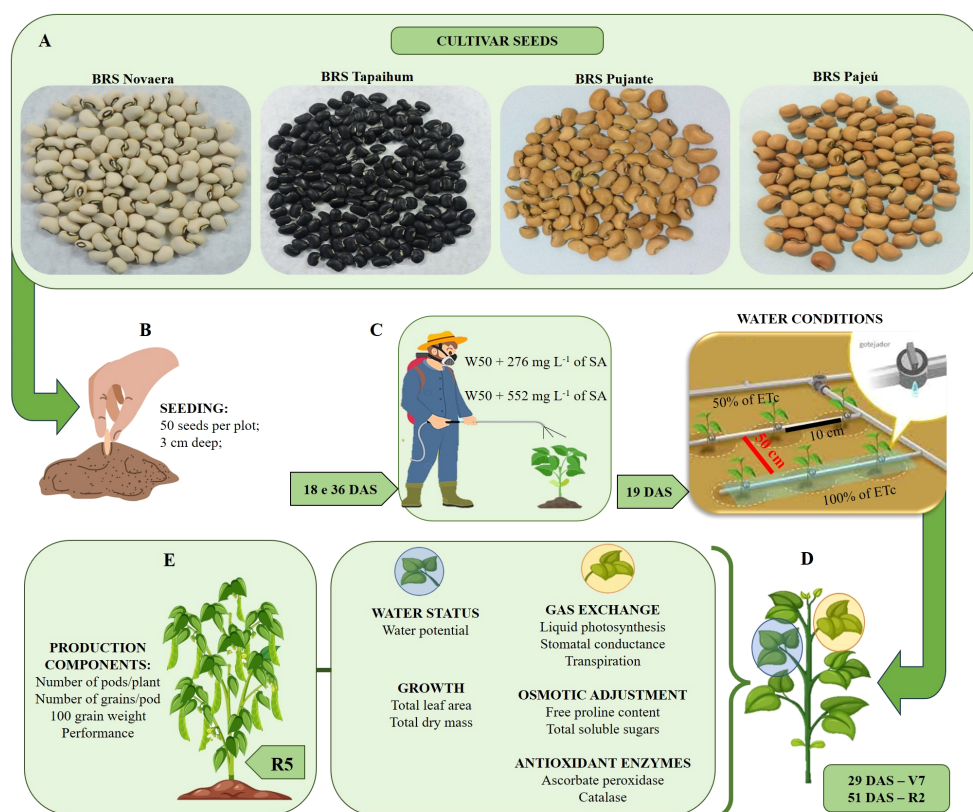 A
CULTIVAR SEEDS
BRS Novaera
BRS Tapaihum
BRS Pujante
BRS Pajeú
B
SEEDING:
50 seeds per plot;
3 cm deep;
C
W50 + 276 mg L⁻¹ of SA
W50 + 552 mg L⁻¹ of SA
18 e 36 DAS
WATER CONDITIONS
gotejador
50% of ETc
10 cm
50 cm
100% of ETc
19 DAS
E
PRODUCTION
COMPONENTS:
Number of pods/plant
Number of grains/pod
100 grain weight
Performance
R5
WATER STATUS
Water potential
GROWTH
Total leaf area
Total dry mass
GAS EXCHANGE
Liquid photosynthesis
Stomatal conductance
Transpiration
OSMOTIC ADJUSTMENT
Free proline content
Total soluble sugars
ANTIOXIDANT ENZYMES
Ascorbate peroxidase
Catalase
D
29 DAS – V7
51 DAS – R2